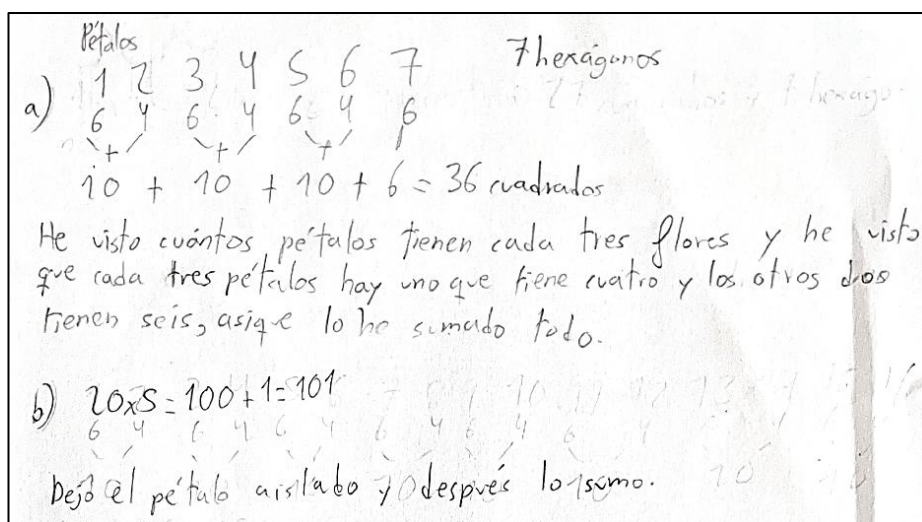 Pétalos
1 2 3 4 5 6 7 7 hexágonos
a) 6 4 6 4 6 4 6
+ + +
10 + 10 + 10 + 6 = 36 cuadrados
He visto cuántos pétalos tienen cada tres flores y he visto
que cada tres pétalos hay uno que tiene cuatro y los otros dos
tienen seis, asiqe lo he sumado todo.
b) 20x5=100+1=101
6 4 6 4 6 4 6 4 6 4 6 4
Dejo el pétalo aislado y después lo sumo.